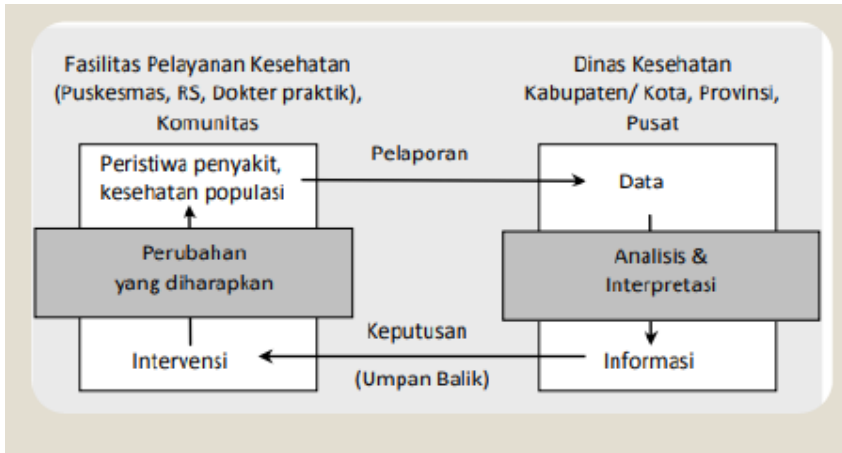 Fasilitas Pelayanan Kesehatan
(Puskesmas, RS, Dokter praktik),
Komunitas
Dinas Kesehatan
Kabupaten/ Kota, Provinsi,
Pusat
Peristiwa penyakit,
kesehatan populasi
Pelaporan
Data
Perubahan
yang diharapkan
Analisis &
Interpretasi
Intervensi
Keputusan
(Umpan Balik)
Informasi